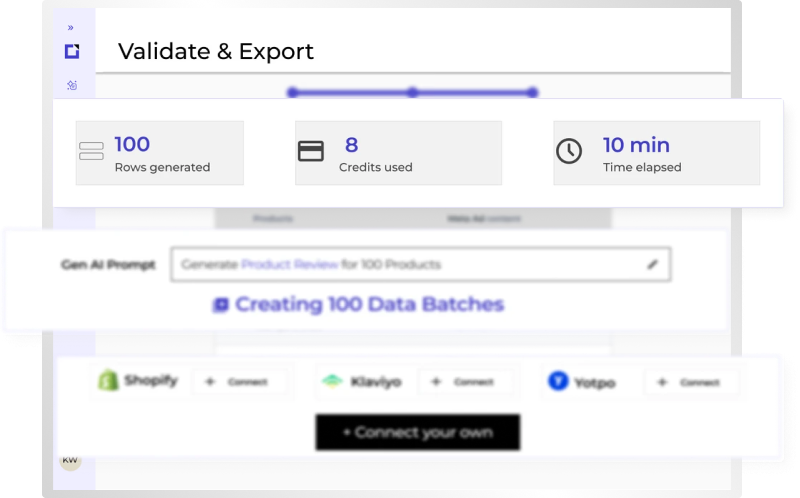 »
Validate & Export
100
Rows generated
8
Credits used
10 min
Time elapsed
Products
Meta Ad content
Gen AI Prompt
Generate Product Review for 100 Products
Creating 100 Data Batches
Shopify
+ Connect
Klaviyo
+ Connect
Yotpo
+ Connect
+ Connect your own
KW